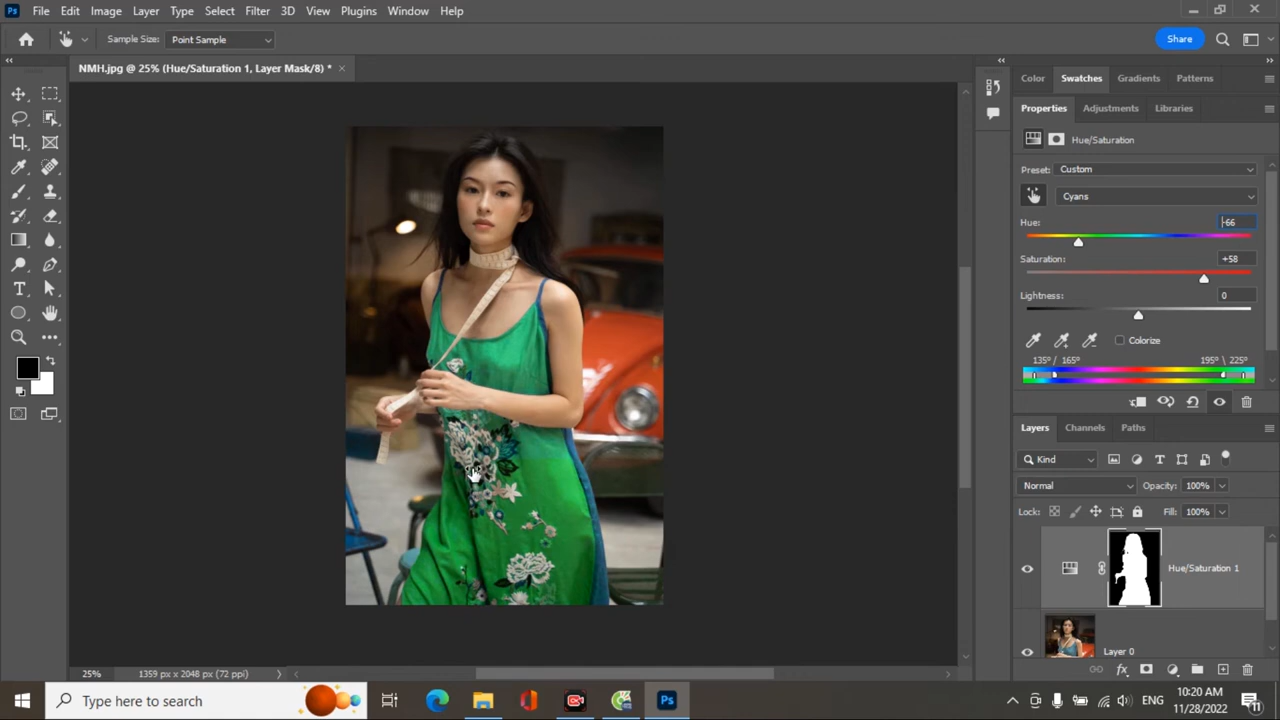 Ps File Edit Image Layer Type Select Filter 3D View Plugins Window Help
Sample Size: Point Sample Share
NMH.jpg @ 25% (Hue/Saturation 1, Layer Mask/8) * ×
Color Swatches Gradients Patterns
Properties Adjustments Libraries
Hue/Saturation
Preset: Custom
Cyans
Hue: -66
Saturation: +58
Lightness: 0
Colorize
135° / 165° 195° \ 225°
Layers Channels Paths
Kind
Normal Opacity: 100%
Lock: Fill: 100%
Hue/Saturation 1
Layer 0
25% 1359 px x 2048 px (72 ppi)
Type here to search
Ps
ENG
10:20 AM
11/28/2022
11